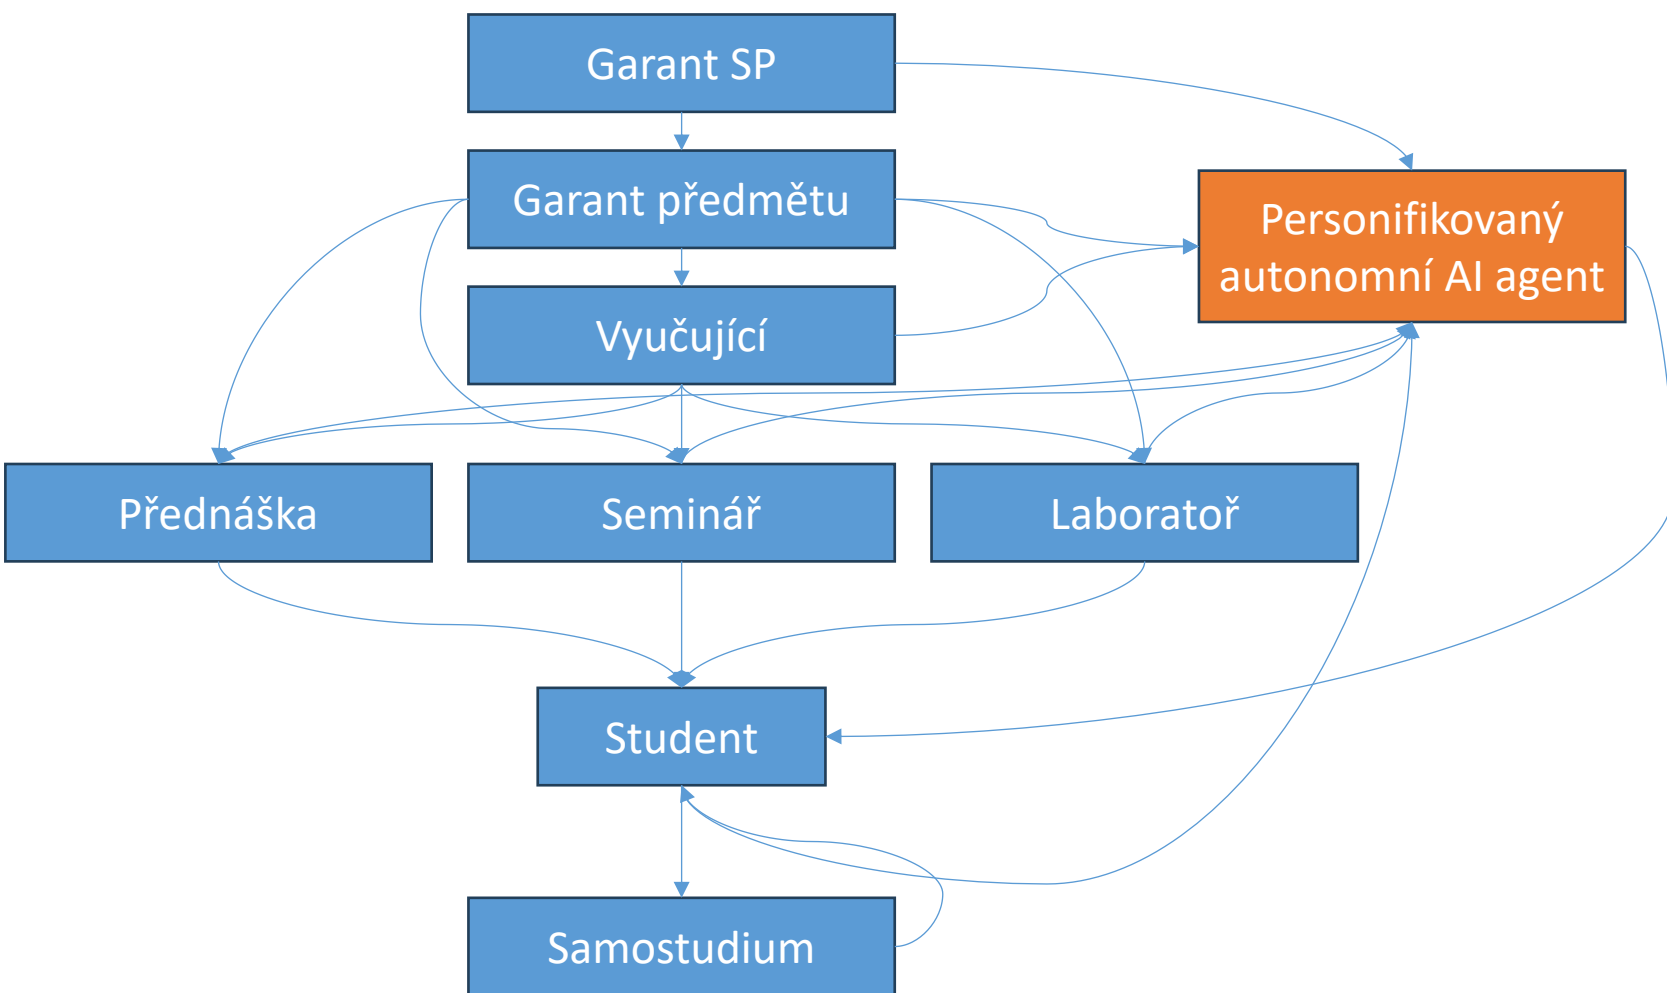 Garant SP
Garant předmětu
Personifikovaný
autonomní AI agent
Vyučující
Přednáška
Seminář
Laboratoř
Student
Samostudium